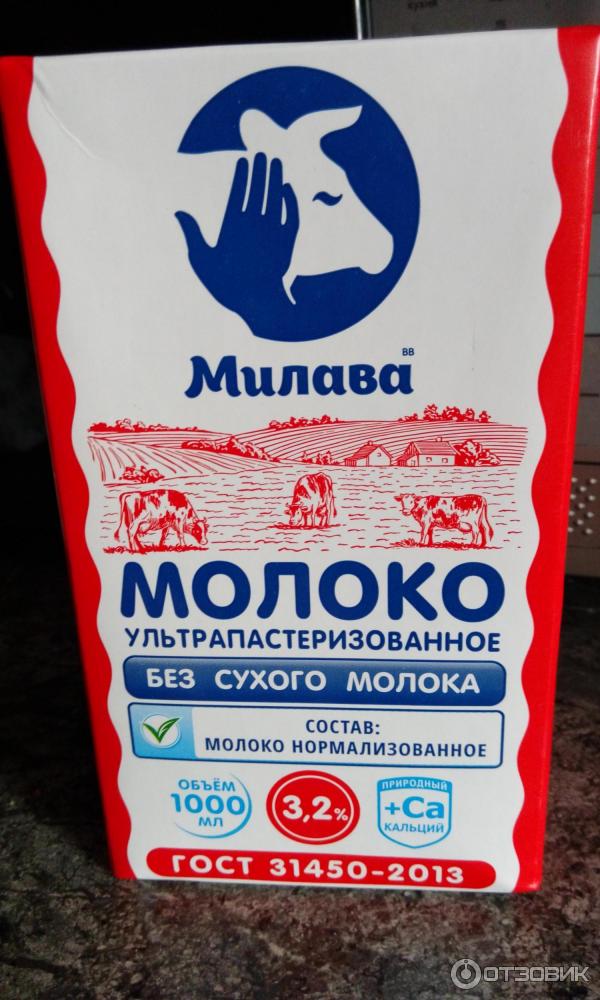 Милава
ВВ
МОЛОКО
УЛЬТРАПАСТЕРИЗОВАННОЕ
БЕЗ СУХОГО МОЛОКА
СОСТАВ:
МОЛОКО НОРМАЛИЗОВАННОЕ
ОБЪЁМ
1000
МЛ
3,2%
ПРИРОДНЫЙ
+Ca
КАЛЬЦИЙ
ГОСТ 31450-2013
ОТЗОВИК